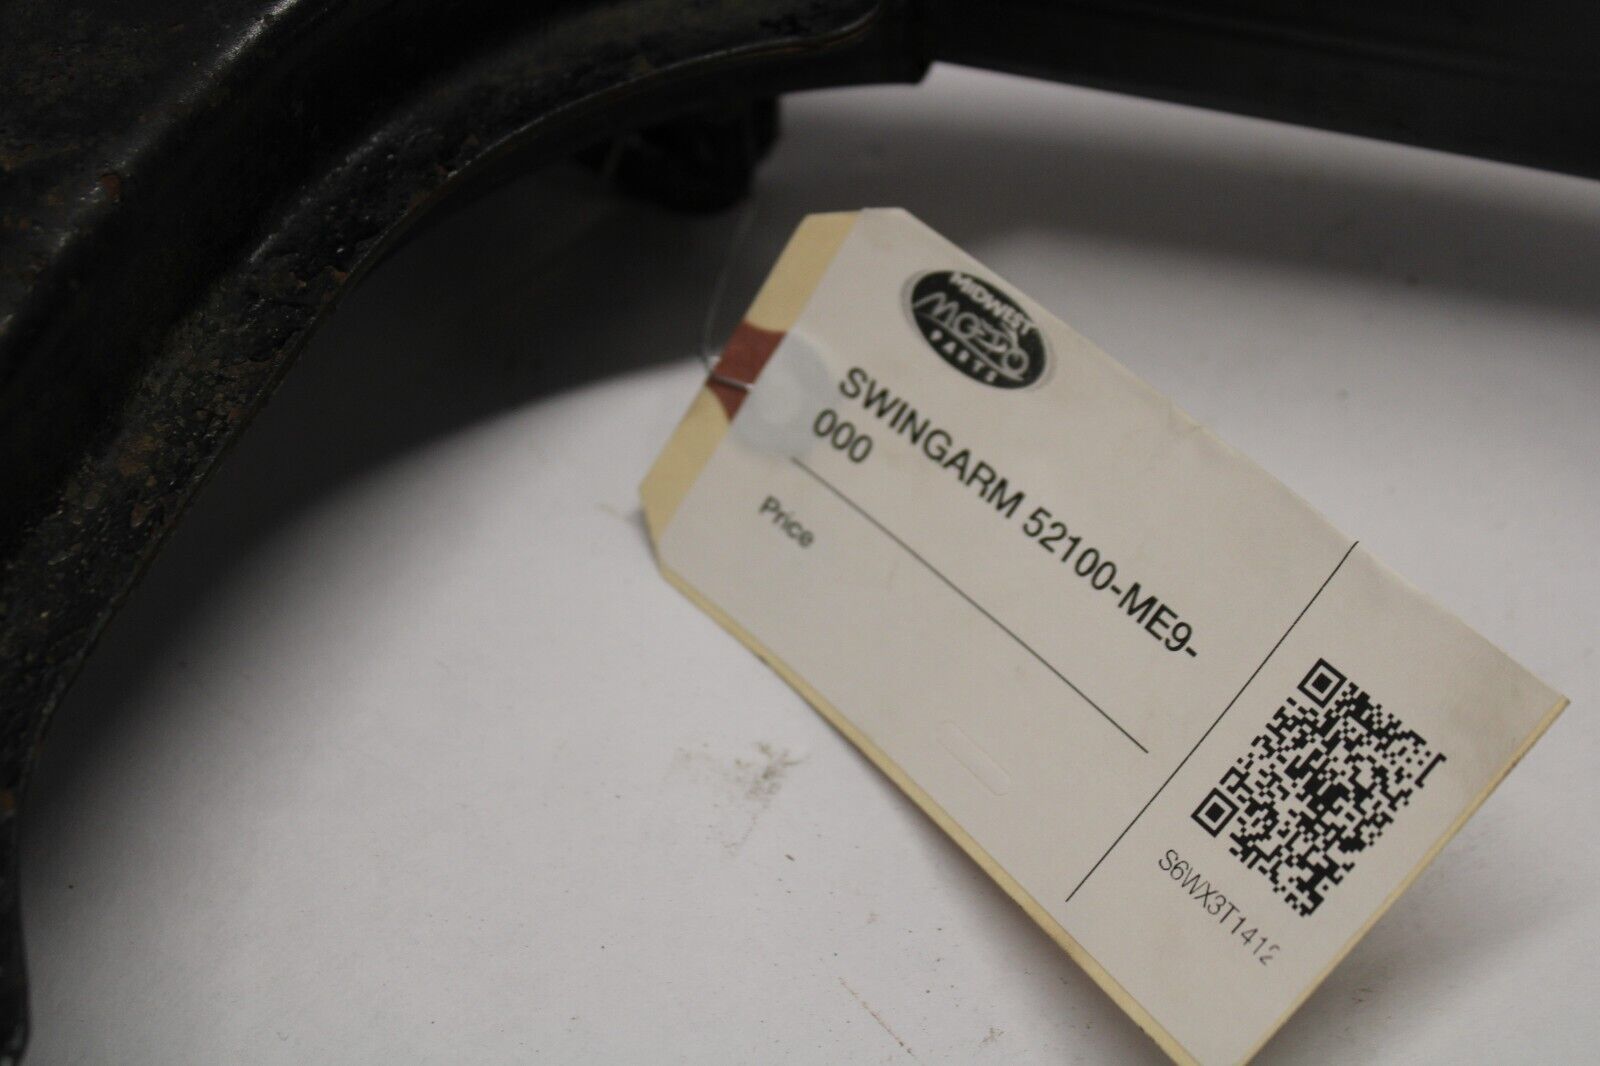 MIDWEST
MOTO
PARTS
SWINGARM 52100-ME9-
000
Price
S6WX3T1412